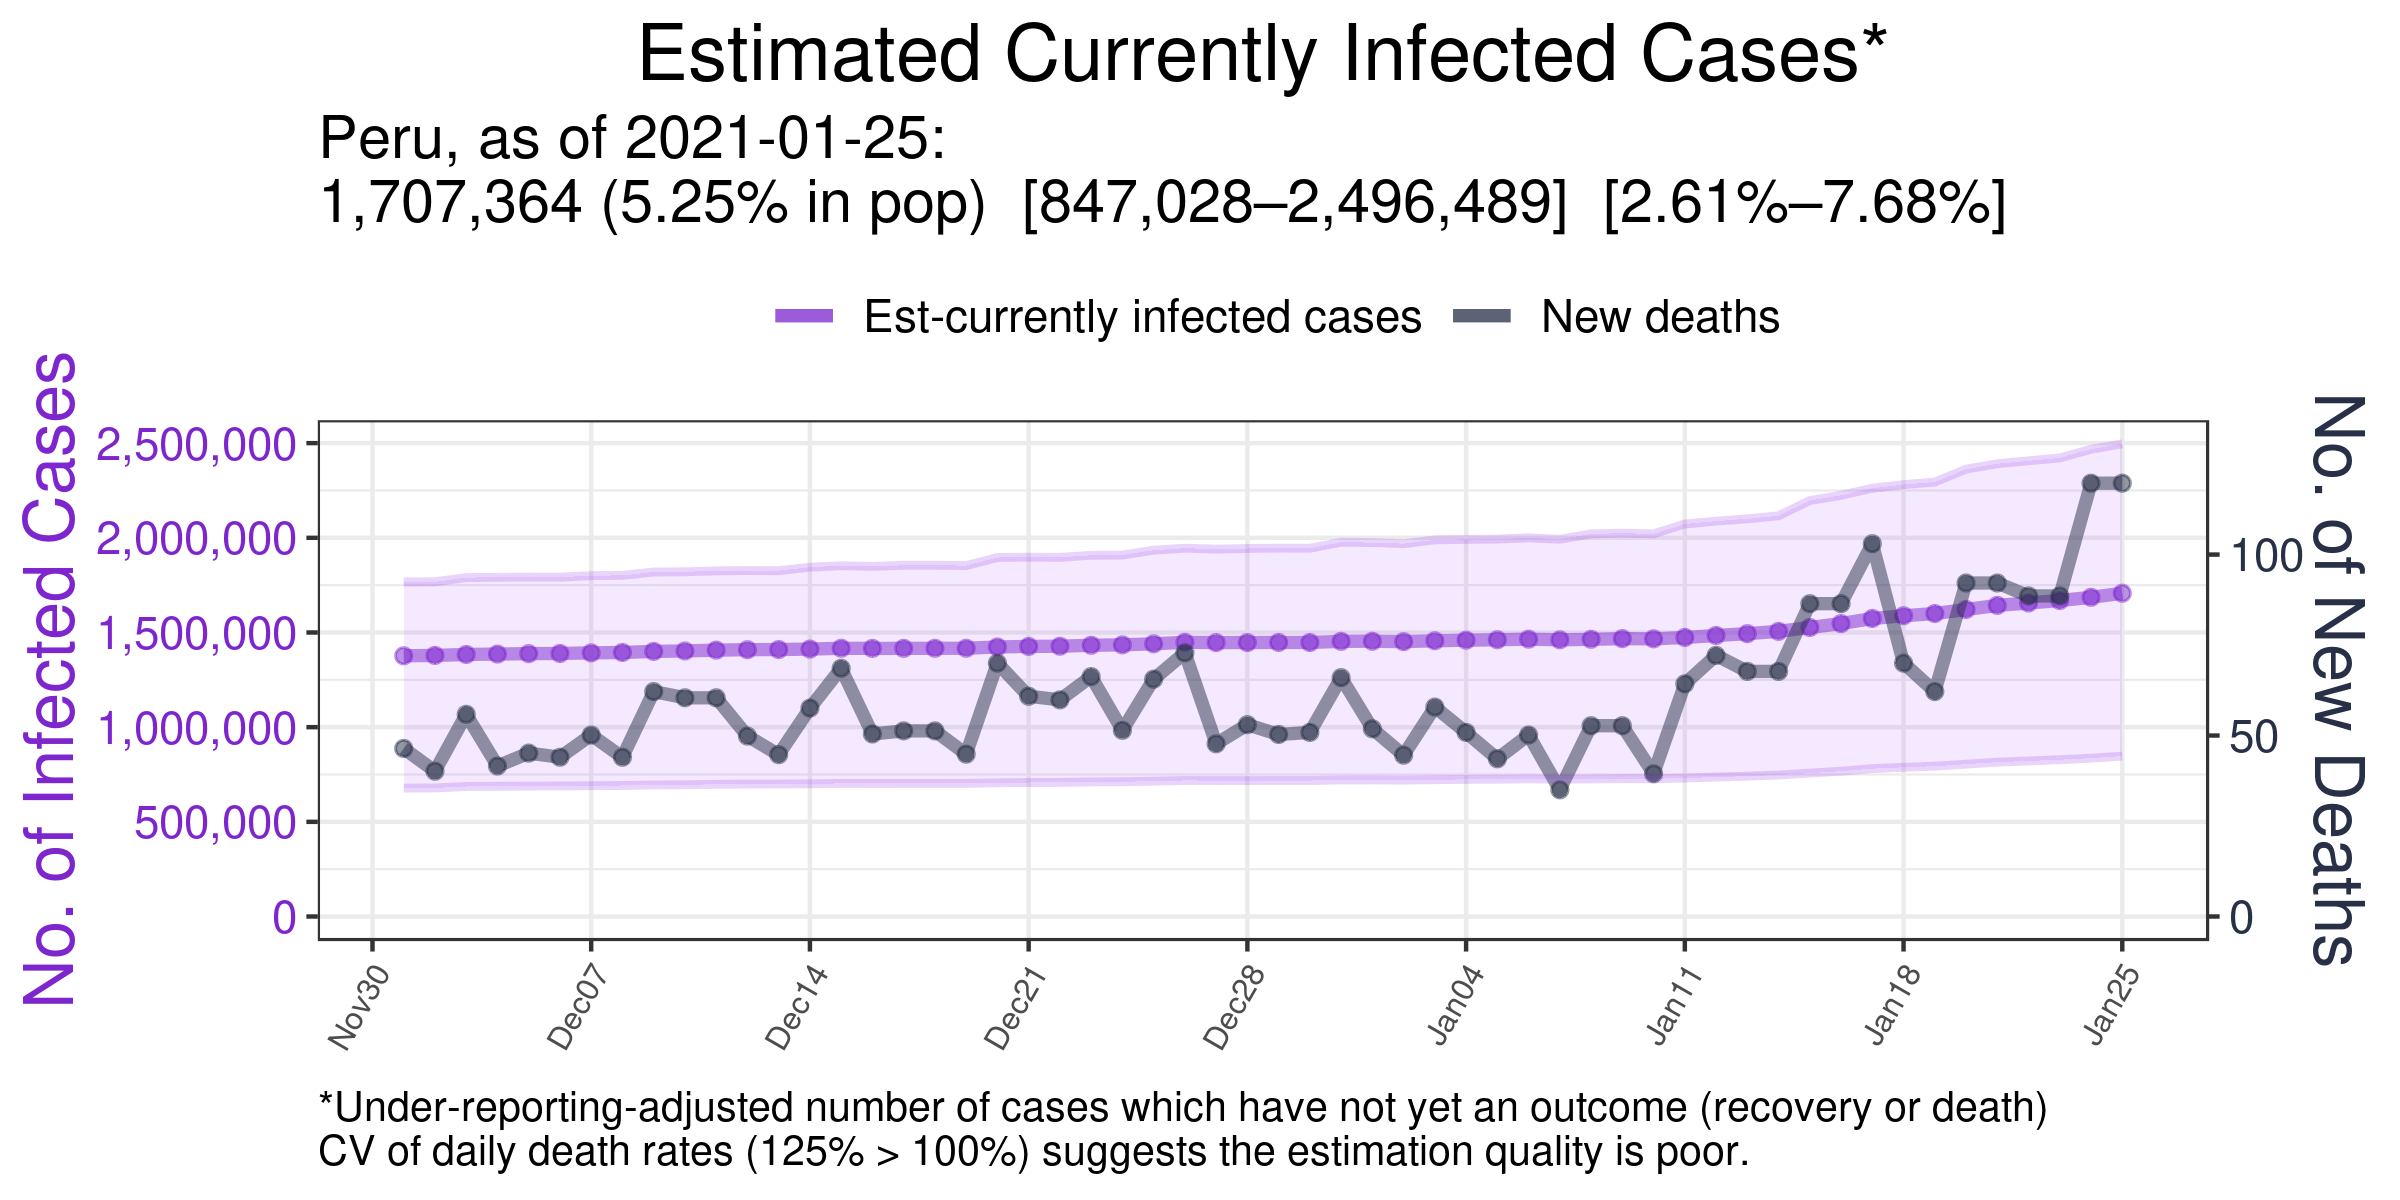 Estimated Currently Infected Cases*
Peru, as of 2021-01-25:
1,707,364 (5.25% in pop)  [847,028–2,496,489]  [2.61%–7.68%]
Est-currently infected cases
New deaths
No. of Infected Cases
2,500,000
2,000,000
1,500,000
1,000,000
500,000
0
No. of New Deaths
100
50
0
Nov30
Dec07
Dec14
Dec21
Dec28
Jan04
Jan11
Jan18
Jan25
*Under-reporting-adjusted number of cases which have not yet an outcome (recovery or death)
CV of daily death rates (125% > 100%) suggests the estimation quality is poor.